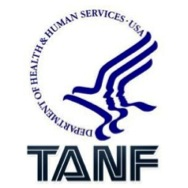 DEPARTMENT OF HEALTH & HUMAN SERVICES · USA
TANF